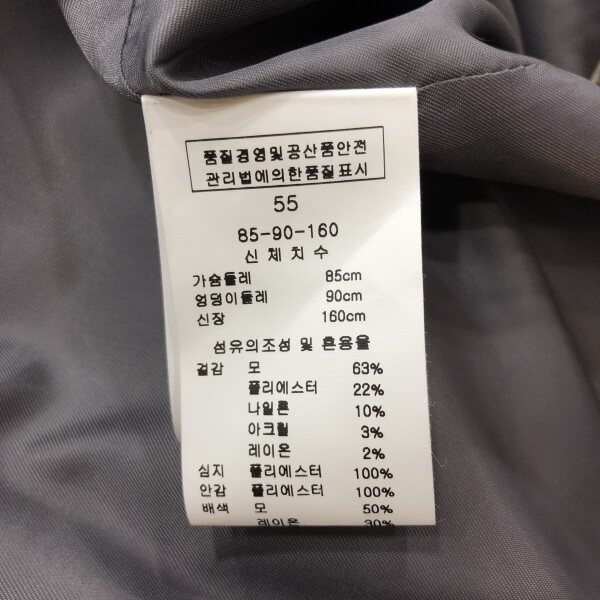 품질경영및공산품안전
관리법에의한품질표시
55
85-90-160
신체치수
가슴둘레 85cm
엉덩이둘레 90cm
신장 160cm
섬유의조성 및 혼용율
겉감 모 63%
폴리에스터 22%
나일론 10%
아크릴 3%
레이온 2%
심지 폴리에스터 100%
안감 폴리에스터 100%
배색 모 50%
레이온 30%